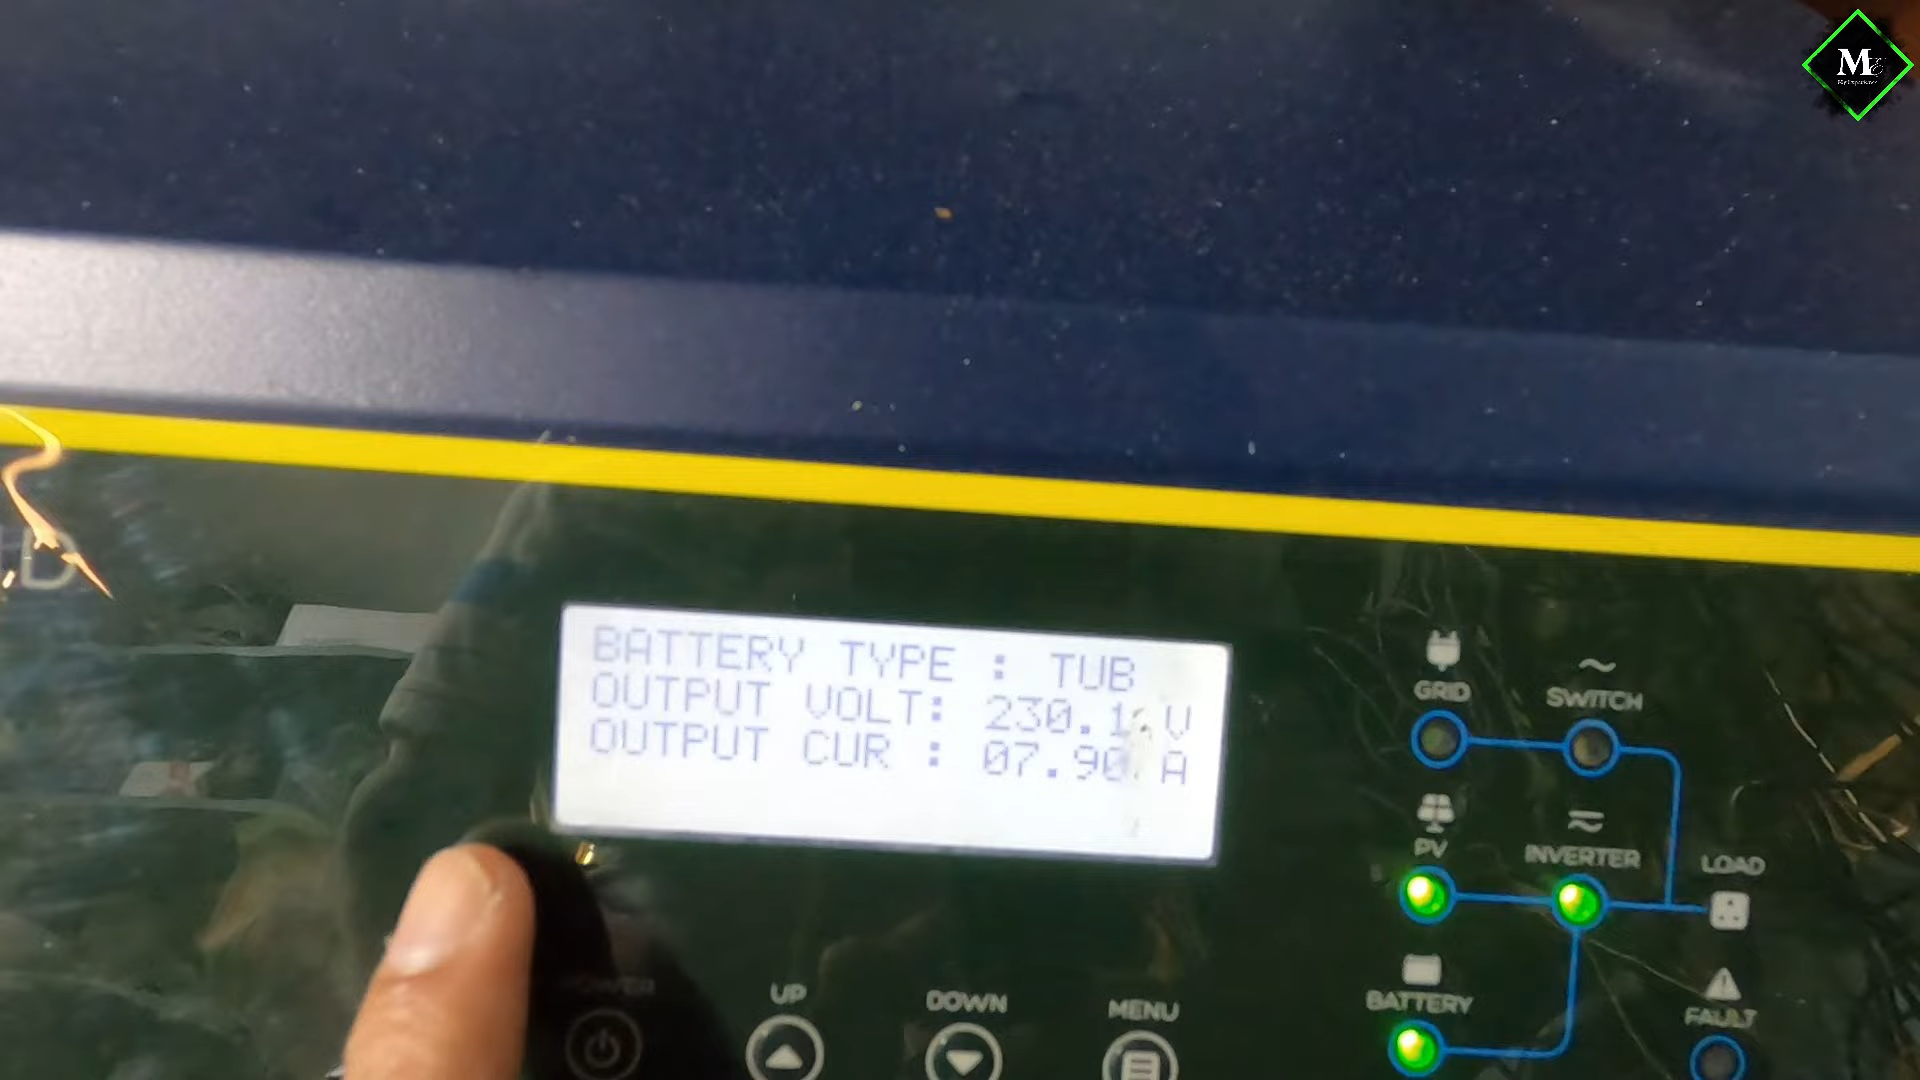 M
BATTERY TYPE : TUB
OUTPUT VOLT: 230.1 V
OUTPUT CUR : 07.90 A
GRID
SWITCH
PV
INVERTER
LOAD
POWER
UP
DOWN
MENU
BATTERY
FAULT